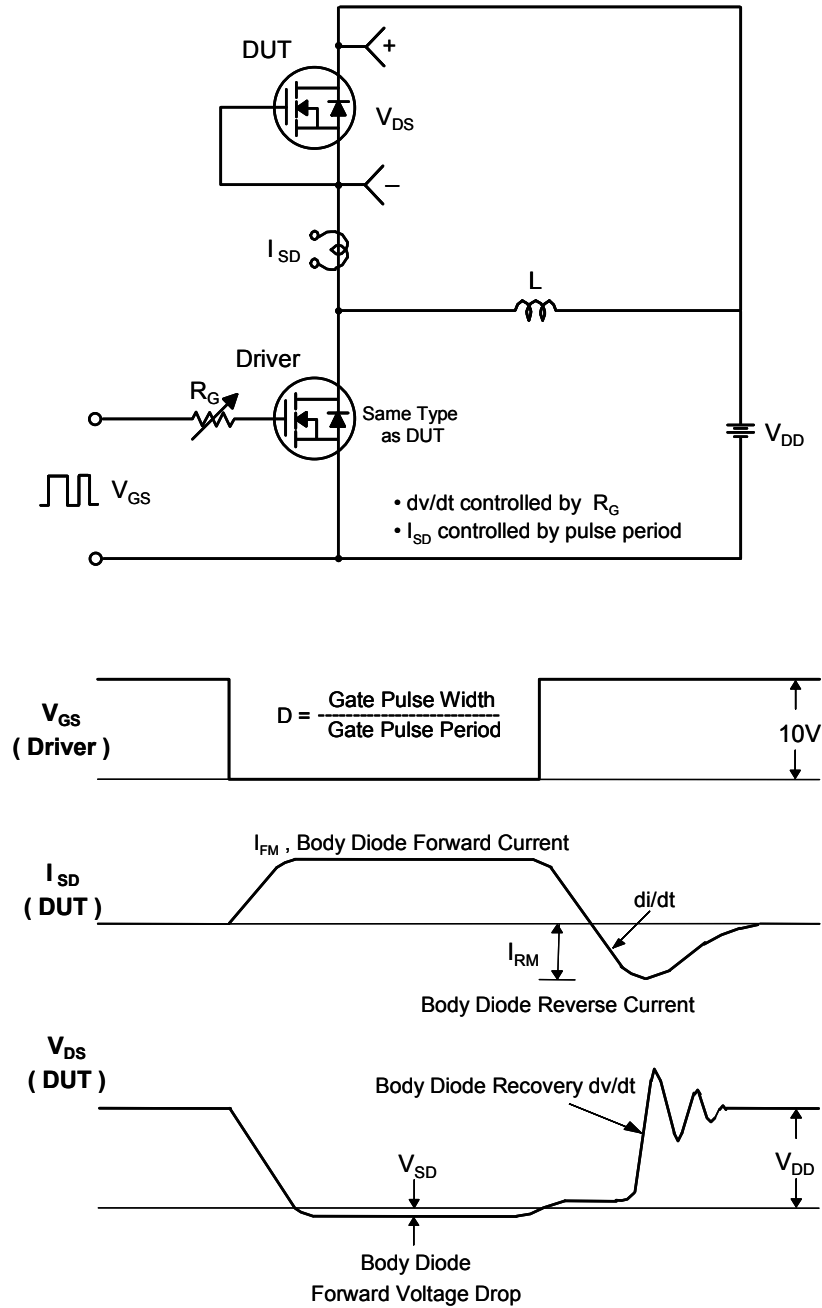 DUT
+
V_DS
–
I_SD
L
Driver
R_G
Same Type
as DUT
V_DD
V_GS
• dv/dt controlled by R_G
• I_SD controlled by pulse period
V_GS
( Driver )
D = Gate Pulse Width
Gate Pulse Period
10V
I_FM , Body Diode Forward Current
I_SD
( DUT )
di/dt
I_RM
Body Diode Reverse Current
V_DS
( DUT )
Body Diode Recovery dv/dt
V_SD
V_DD
Body Diode
Forward Voltage Drop